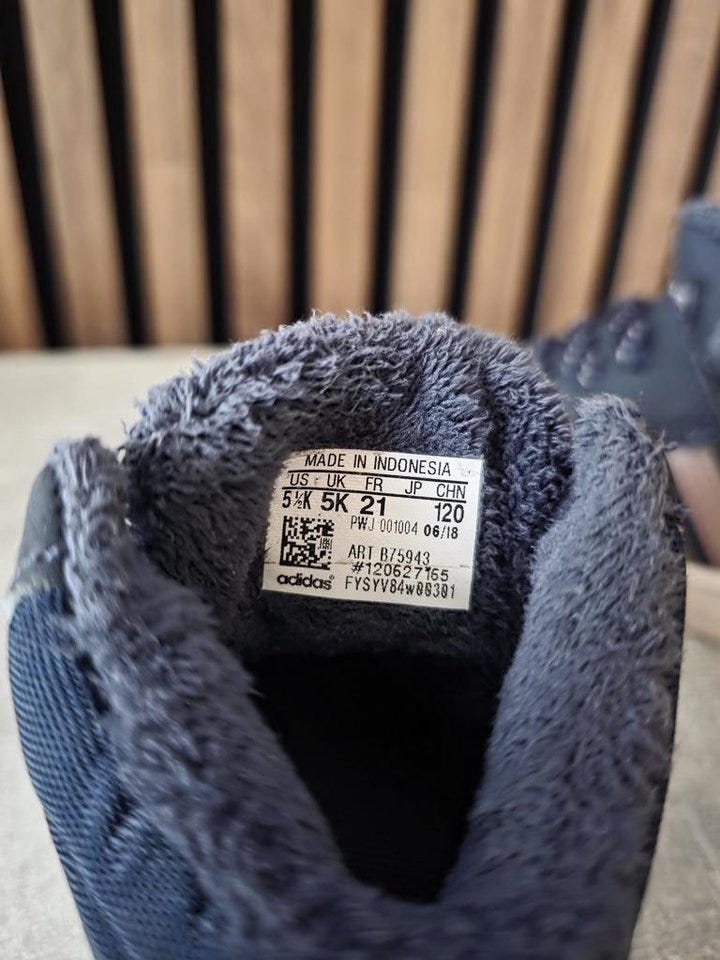 MADE IN INDONESIA
US UK FR JP CHN
5½K 5K 21 120
PWJ 001004 06/18
ART B75943
#120627165
adidas® FYSYV84W00301